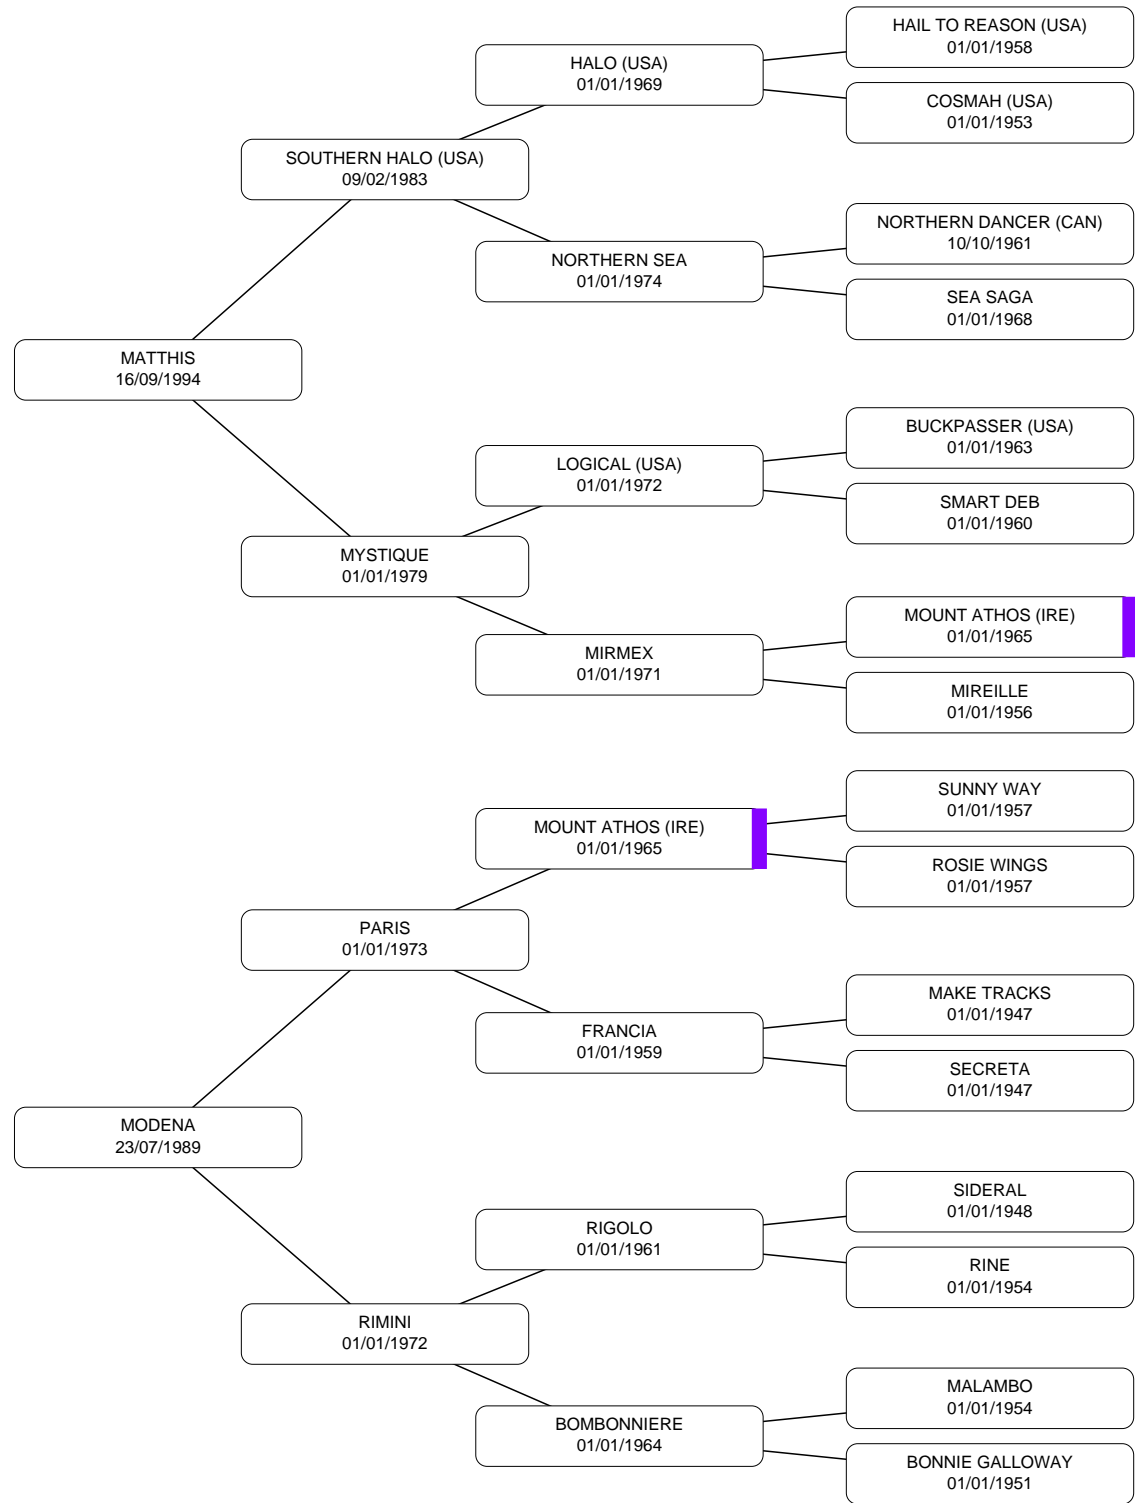 HAIL TO REASON (USA)
01/01/1958
HALO (USA)
01/01/1969
COSMAH (USA)
01/01/1953
SOUTHERN HALO (USA)
09/02/1983
NORTHERN DANCER (CAN)
10/10/1961
NORTHERN SEA
01/01/1974
SEA SAGA
01/01/1968
MATTHIS
16/09/1994
BUCKPASSER (USA)
01/01/1963
LOGICAL (USA)
01/01/1972
SMART DEB
01/01/1960
MYSTIQUE
01/01/1979
MOUNT ATHOS (IRE)
01/01/1965
MIRMEX
01/01/1971
MIREILLE
01/01/1956
SUNNY WAY
01/01/1957
MOUNT ATHOS (IRE)
01/01/1965
ROSIE WINGS
01/01/1957
PARIS
01/01/1973
MAKE TRACKS
01/01/1947
FRANCIA
01/01/1959
SECRETA
01/01/1947
MODENA
23/07/1989
SIDERAL
01/01/1948
RIGOLO
01/01/1961
RINE
01/01/1954
RIMINI
01/01/1972
MALAMBO
01/01/1954
BOMBONNIERE
01/01/1964
BONNIE GALLOWAY
01/01/1951